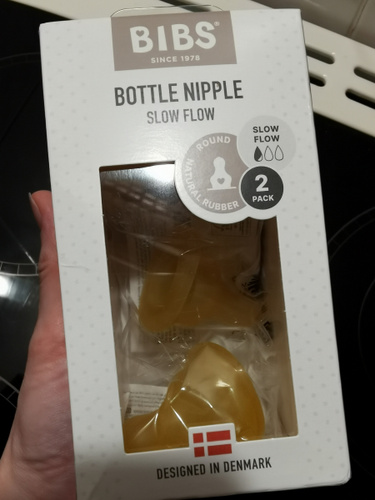 BIBS®
SINCE 1978
BOTTLE NIPPLE
SLOW FLOW
SLOW
FLOW
ROUND
NATURAL RUBBER
2
PACK
DESIGNED IN DENMARK